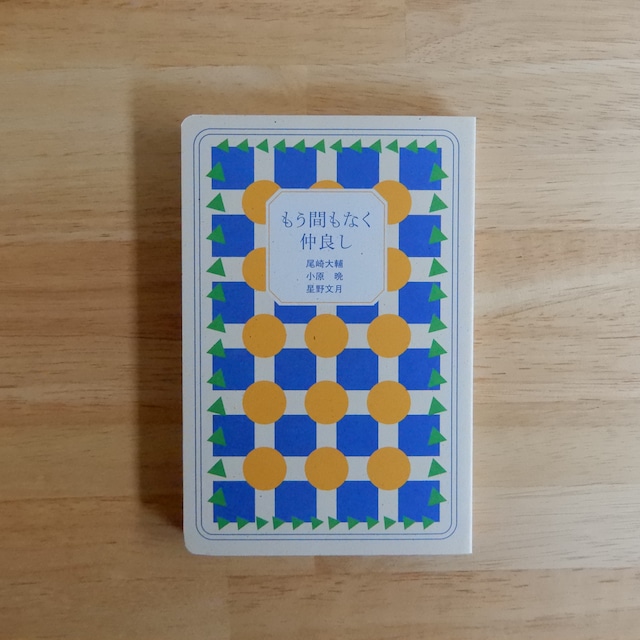 もう間もなく
仲良し
尾崎大輔
小原　晩
星野文月